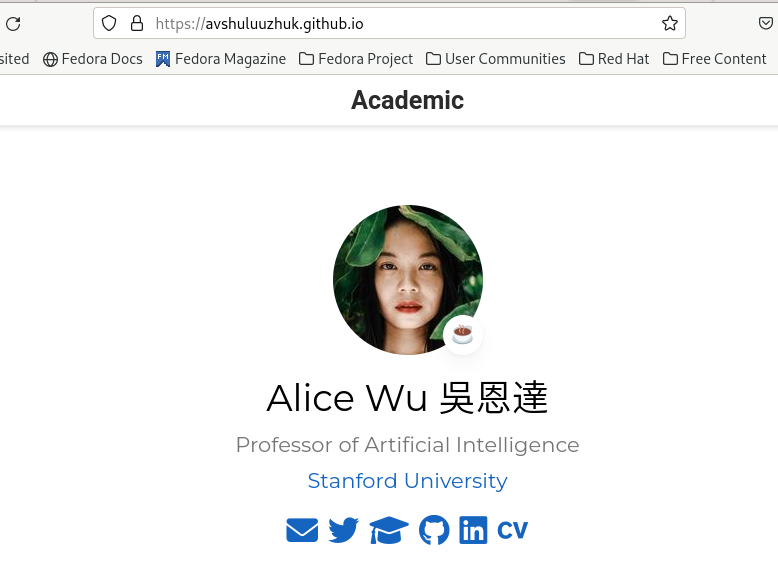 https://avshuluuzhuk.github.io
sited Fedora Docs Fedora Magazine Fedora Project User Communities Red Hat Free Content
Academic
Alice Wu 吳恩達
Professor of Artificial Intelligence
Stanford University
CV